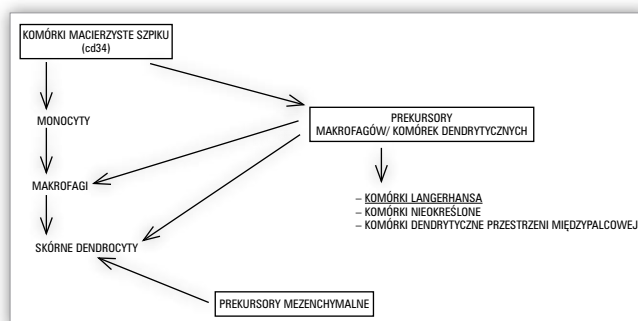 KOMÓRKI MACIERZYSTE SZPIKU
(cd34)
MONOCYTY
PREKURSORY
MAKROFAGÓW/ KOMÓREK DENDRYTYCZNYCH
MAKROFAGI
– KOMÓRKI LANGERHANSA
– KOMÓRKI NIEOKREŚLONE
– KOMÓRKI DENDRYTYCZNE PRZESTRZENI MIĘDZYPALCOWEJ
SKÓRNE DENDROCYTY
PREKURSORY MEZENCHYMALNE